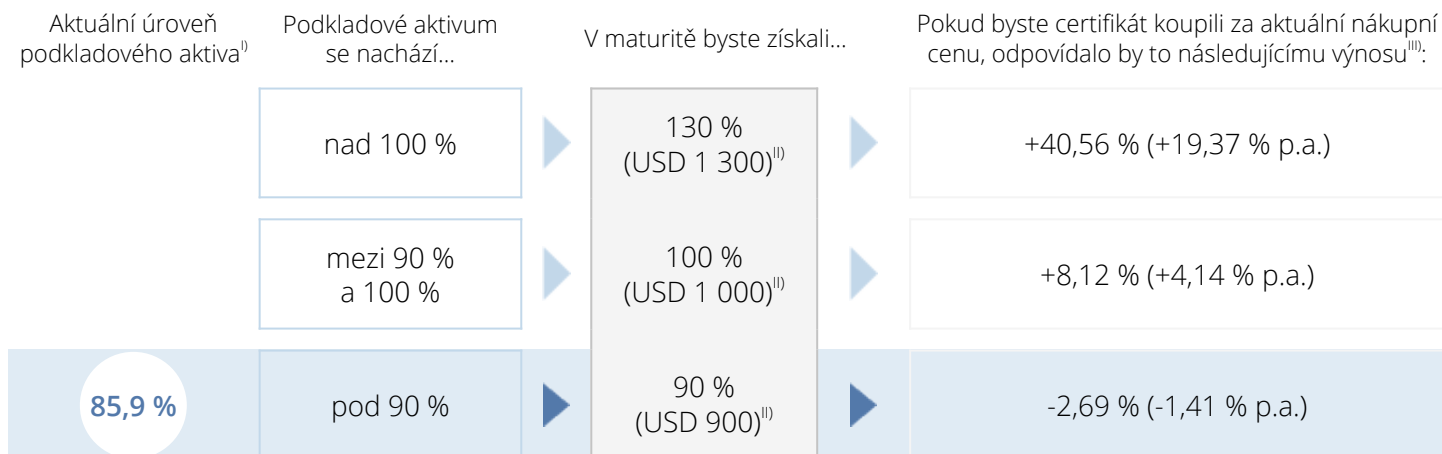 Aktuální úroveň
podkladového aktiva I)
Podkladové aktivum
se nachází...
V maturitě byste získali...
Pokud byste certifikát koupili za aktuální nákupní
cenu, odpovídalo by to následujícímu výnosu III):
nad 100 %
130 %
(USD 1 300) II)
+40,56 % (+19,37 % p.a.)
mezi 90 %
a 100 %
100 %
(USD 1 000) II)
+8,12 % (+4,14 % p.a.)
85,9 %
pod 90 %
90 %
(USD 900) II)
-2,69 % (-1,41 % p.a.)